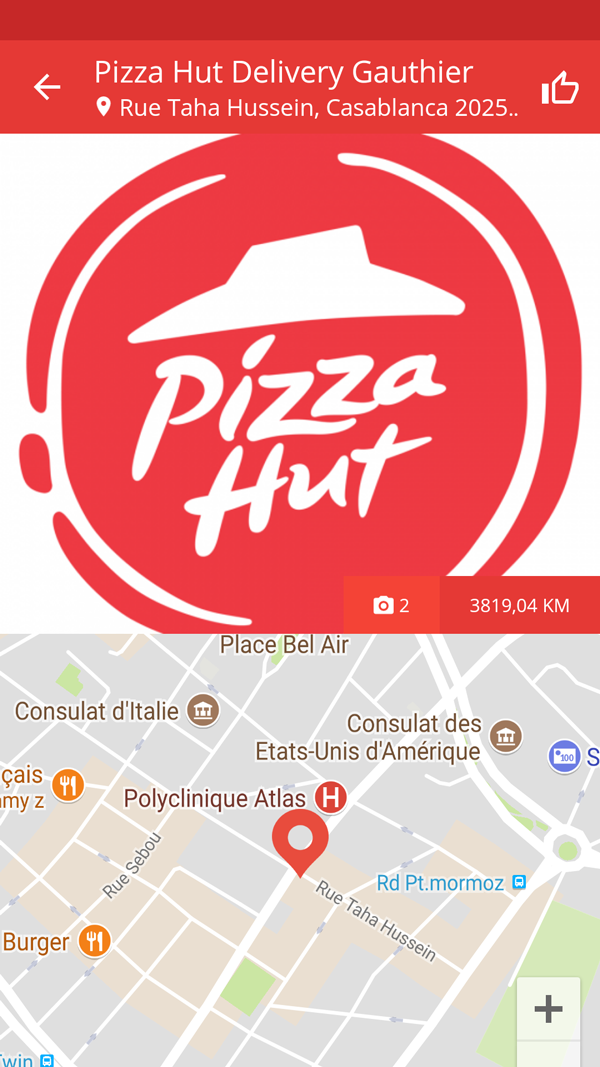 Pizza Hut Delivery Gauthier
Rue Taha Hussein, Casablanca 2025..
Pizza
Hut
2
3819,04 KM
Place Bel Air
Consulat d'Italie
Consulat des
Etats-Unis d'Amérique
100
S
çais
my z
Polyclinique Atlas
H
Rue Sebou
Rd Pt.mormoz
Rue Taha Hussein
Burger
+
Twin